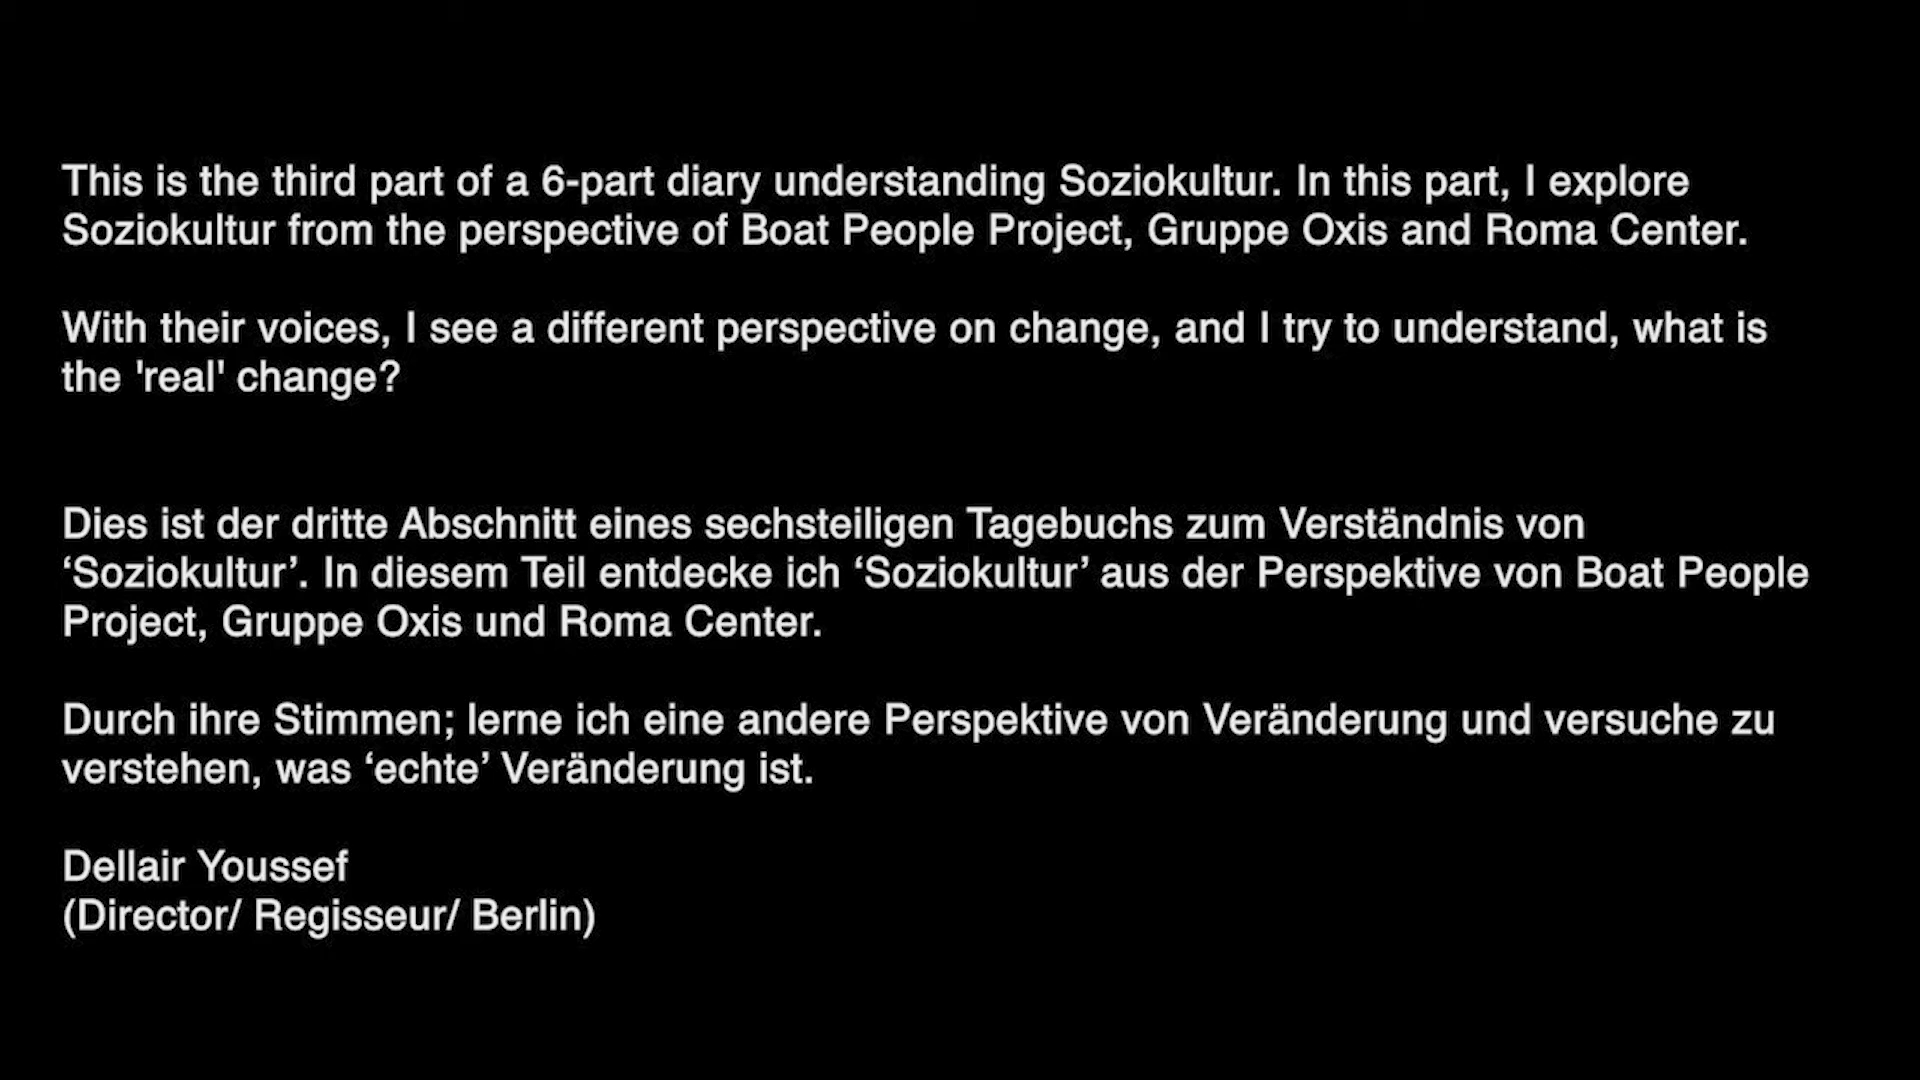 This is the third part of a 6-part diary understanding Soziokultur. In this part, I explore
Soziokultur from the perspective of Boat People Project, Gruppe Oxis and Roma Center.
With their voices, I see a different perspective on change, and I try to understand, what is
the 'real' change?
Dies ist der dritte Abschnitt eines sechsteiligen Tagebuchs zum Verständnis von
‘Soziokultur’. In diesem Teil entdecke ich ‘Soziokultur’ aus der Perspektive von Boat People
Project, Gruppe Oxis und Roma Center.
Durch ihre Stimmen; lerne ich eine andere Perspektive von Veränderung und versuche zu
verstehen, was ‘echte’ Veränderung ist.
Dellair Youssef
(Director/ Regisseur/ Berlin)